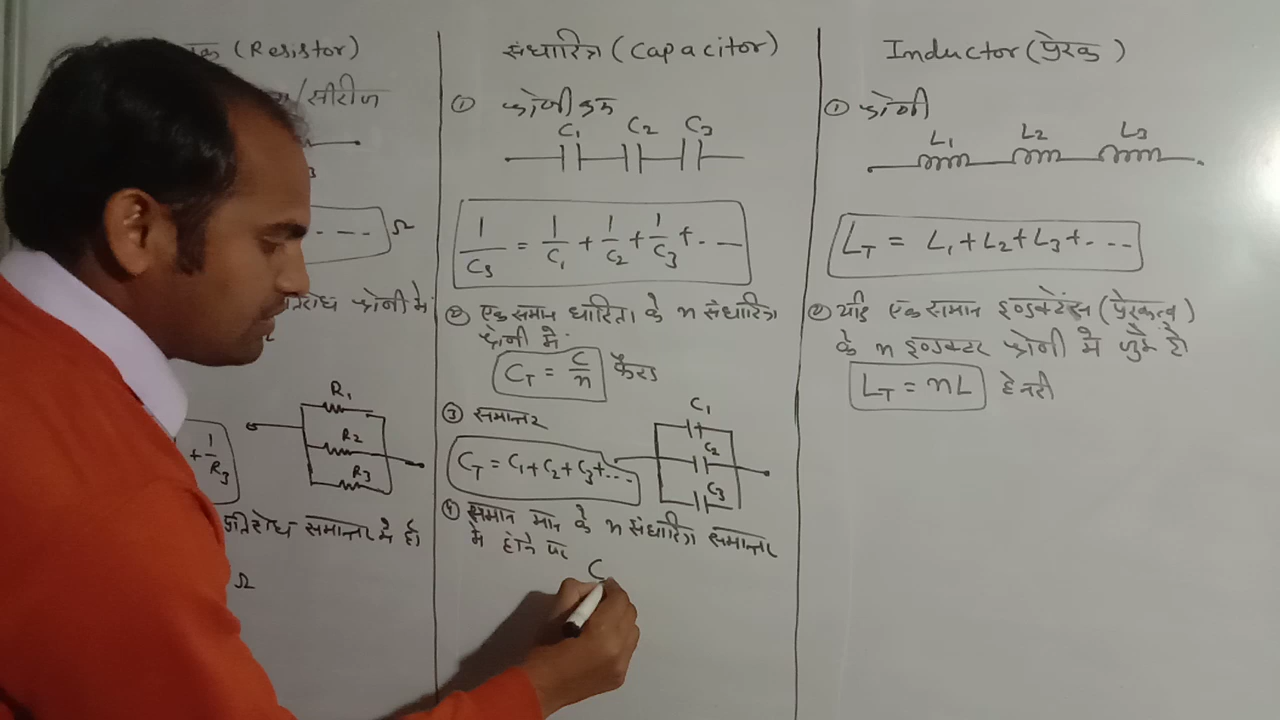 क (Resistor)
/सीरीज
3
---- Ω
तिरोध श्रेणी मे
R1
R2
R3
+ 1/R3
प्रतिरोध समान्तर मे हो
Ω
संधारित्र (Capacitor)
① श्रेणीक्रम
C1 C2 C3
1/CS = 1/C1 + 1/C2 + 1/C3 + ----
② एक समान धारिता के n संधारित्र
श्रेणी मे:
CT = C/n फैरड
③ समान्तर
C1
C2
C3
CT = C1+C2+C3+---
④ समान मान के n संधारित्र समान्तर
मे होने पर
C
Inductor (प्रेरक)
① श्रेणी
L1 L2 L3
LT = L1+L2+L3+---
② यदि एक समान इण्डक्टेंस (प्रेरकत्व)
के n इण्डक्टर श्रेणी मे जुड़े हो
LT = nL हेनरी